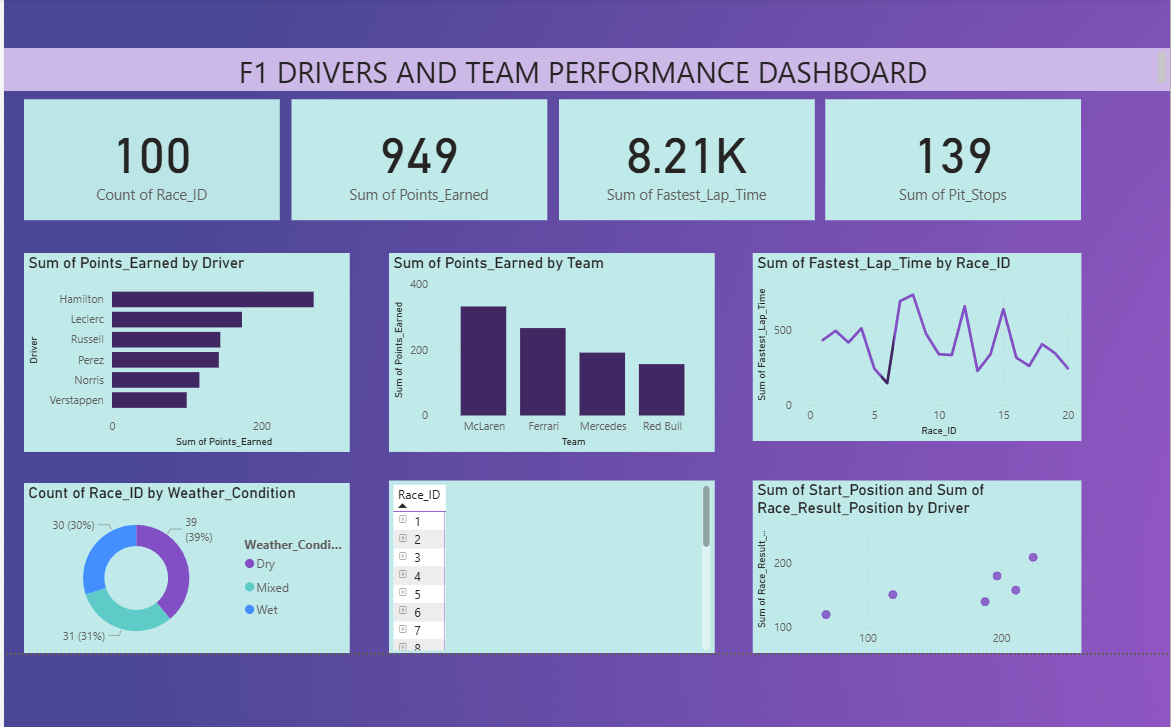 F1 DRIVERS AND TEAM PERFORMANCE DASHBOARD
100
Count of Race_ID
949
Sum of Points_Earned
8.21K
Sum of Fastest_Lap_Time
139
Sum of Pit_Stops
Sum of Points_Earned by Driver
Driver
Hamilton
Leclerc
Russell
Perez
Norris
Verstappen
0
200
Sum of Points_Earned
Sum of Points_Earned by Team
Sum of Points_Earned
400
200
0
McLaren
Ferrari
Mercedes
Red Bull
Team
Sum of Fastest_Lap_Time by Race_ID
Sum of Fastest_Lap_Time
500
0
0
5
10
15
20
Race_ID
Count of Race_ID by Weather_Condition
30 (30%)
39
(39%)
31 (31%)
Weather_Condi...
Dry
Mixed
Wet
Race_ID
1
2
3
4
5
6
7
8
Sum of Start_Position and Sum of
Race_Result_Position by Driver
Sum of Race_Result_...
200
100
100
200